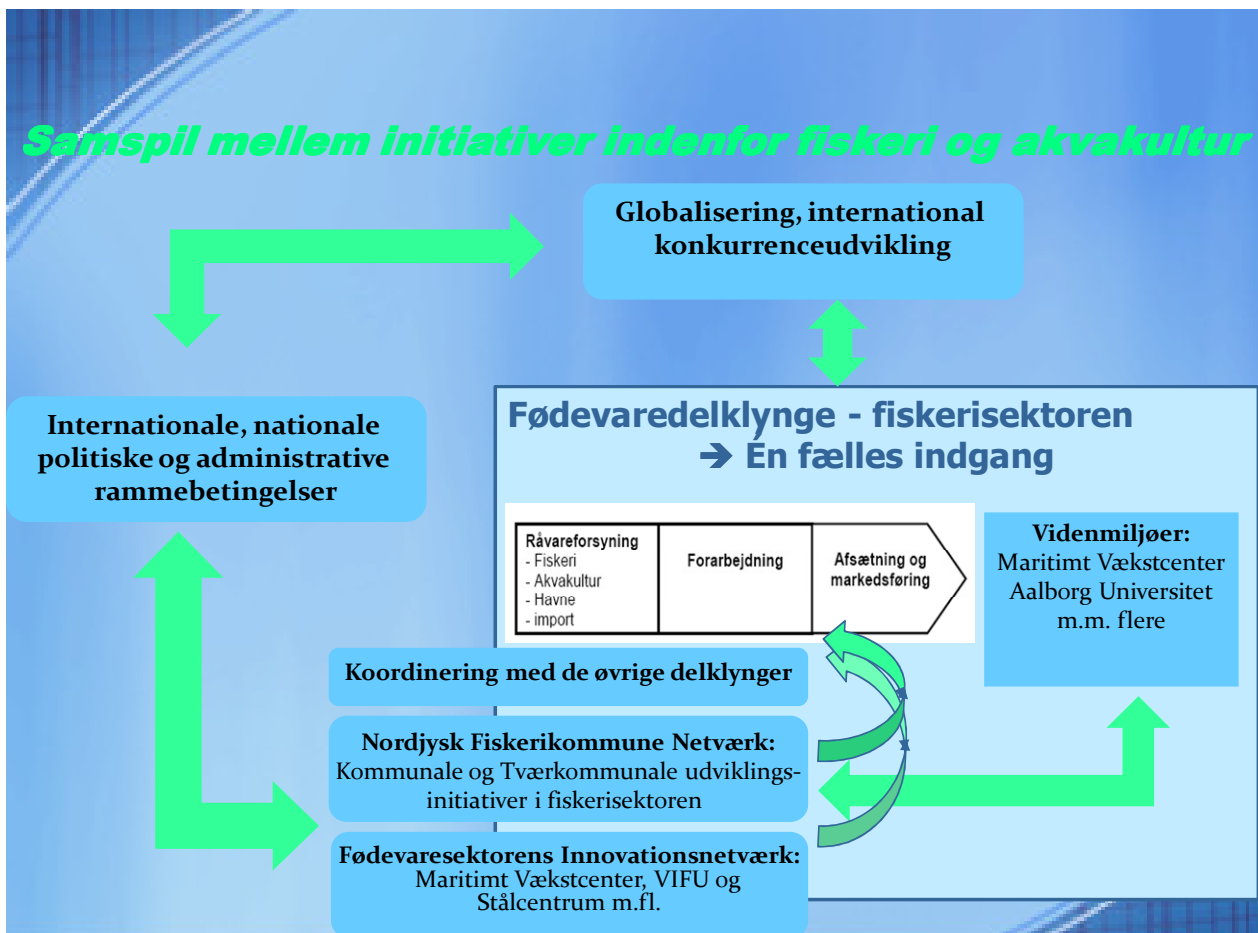 Samspil mellem initiativer indenfor fiskeri og akvakultur
Globalisering, international
konkurrenceudvikling
Internationale, nationale
politiske og administrative
rammebetingelser
Fødevaredelklynge - fiskerisektoren
➔ Én fælles indgang
Råvareforsyning
- Fiskeri
- Akvakultur
- Havne
- import
Forarbejdning
Afsætning og
markedsføring
Videnmiljøer:
Maritimt Vækstcenter
Aalborg Universitet
m.m. flere
Koordinering med de øvrige delklynger
Nordjysk Fiskerikommune Netværk:
Kommunale og Tværkommunale udviklings-
initiativer i fiskerisektoren
Fødevaresektorens Innovationsnetværk:
Maritimt Vækstcenter, VIFU og
Stålcentrum m.fl.